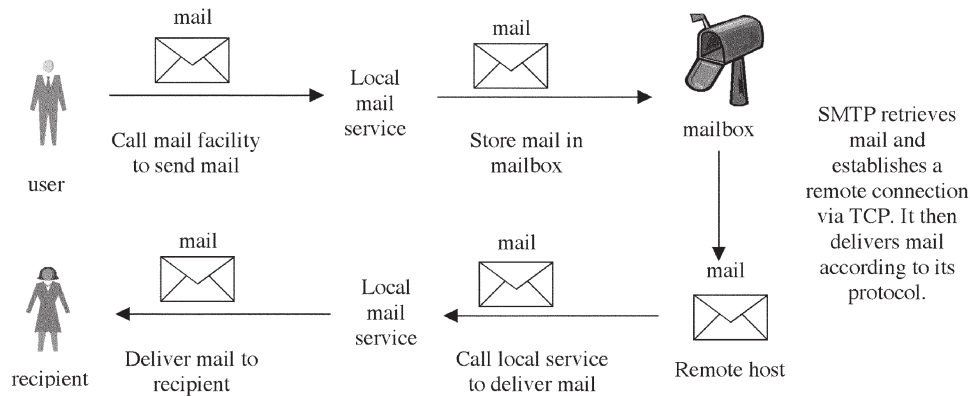 mail
Call mail facility
to send mail
user
Local
mail
service
mail
Store mail in
mailbox
mailbox
SMTP retrieves
mail and
establishes a
remote connection
via TCP. It then
delivers mail
according to its
protocol.
mail
Remote host
mail
Call local service
to deliver mail
Local
mail
service
mail
Deliver mail to
recipient
recipient